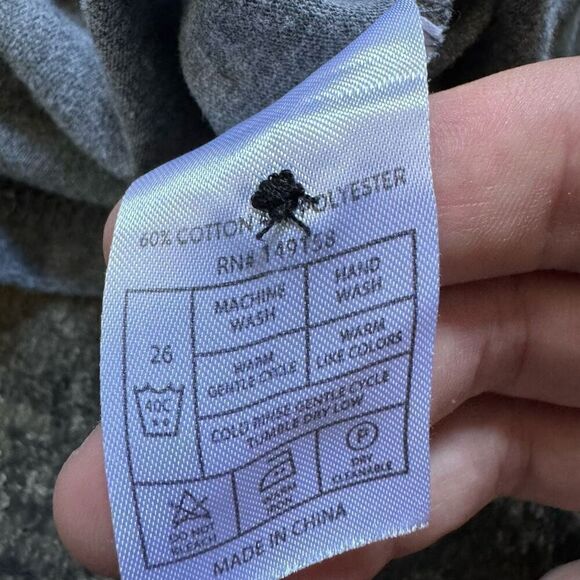 60% COTTON POLYESTER
RN# 149158
26
40C
MACHINE WASH
HAND WASH
WARM GENTLE CYCLE
WARM LIKE COLORS
COLD RINSE GENTLE CYCLE
TUMBLE DRY LOW
DO NOT BLEACH
IRON
P
DRY CLEANABLE
MADE IN CHINA